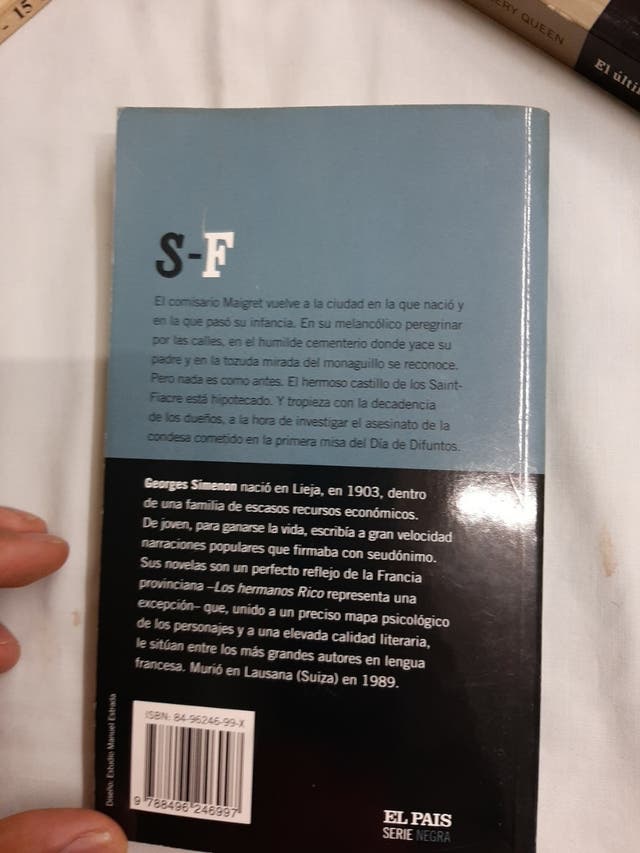 - 15 -
ERY QUEEN
El últi
S-F
El comisario Maigret vuelve a la ciudad en la que nació y
en la que pasó su infancia. En su melancólico peregrinar
por las calles, en el humilde cementerio donde yace su
padre y en la tozuda mirada del monaguillo se reconoce.
Pero nada es como antes. El hermoso castillo de los Saint-
Fiacre está hipotecado. Y tropieza con la decadencia
de los dueños, a la hora de investigar el asesinato de la
condesa cometido en la primera misa del Día de Difuntos.
Georges Simenon nació en Lieja, en 1903, dentro
de una familia de escasos recursos económicos.
De joven, para ganarse la vida, escribía a gran velocidad
narraciones populares que firmaba con seudónimo.
Sus novelas son un perfecto reflejo de la Francia
provinciana –Los hermanos Rico representa una
excepción– que, unido a un preciso mapa psicológico
de los personajes y a una elevada calidad literaria,
le sitúan entre los más grandes autores en lengua
francesa. Murió en Lausana (Suiza) en 1989.
Diseño: Estudio Manuel Estrada
ISBN: 84-96246-99-X
9 788496 246997
EL PAIS
SERIE NEGRA